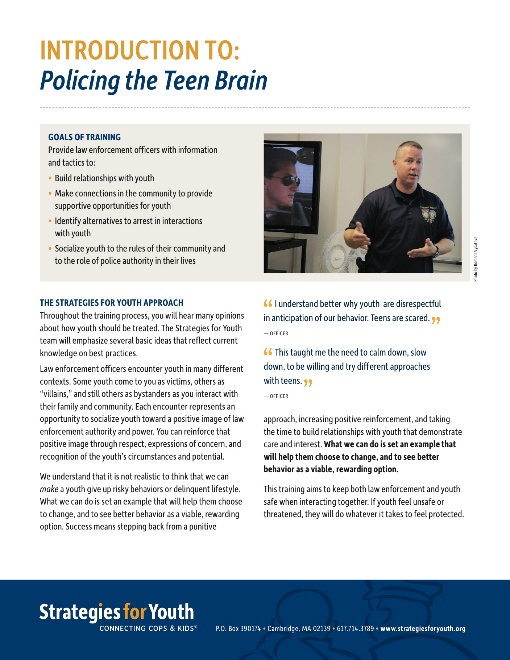 INTRODUCTION TO:
Policing the Teen Brain
GOALS OF TRAINING
Provide law enforcement officers with information
and tactics to:
• Build relationships with youth
• Make connections in the community to provide
supportive opportunities for youth
• Identify alternatives to arrest in interactions
with youth
• Socialize youth to the rules of their community and
to the role of police authority in their lives
THE STRATEGIES FOR YOUTH APPROACH
Throughout the training process, you will hear many opinions
about how youth should be treated. The Strategies for Youth
team will emphasize several basic ideas that reflect current
knowledge on best practices.
Law enforcement officers encounter youth in many different
contexts. Some youth come to you as victims, others as
“villains,” and still others as bystanders as you interact with
their family and community. Each encounter represents an
opportunity to socialize youth toward a positive image of law
enforcement authority and power. You can reinforce that
positive image through respect, expressions of concern, and
recognition of the youth’s circumstances and potential.
We understand that it is not realistic to think that we can
make a youth give up risky behaviors or delinquent lifestyle.
What we can do is set an example that will help them choose
to change, and to see better behavior as a viable, rewarding
option. Success means stepping back from a punitive
“ I understand better why youth are disrespectful
in anticipation of our behavior. Teens are scared. ”
— OFFICER
“ This taught me the need to calm down, slow
down, to be willing and try different approaches
with teens. ”
— OFFICER
approach, increasing positive reinforcement, and taking
the time to build relationships with youth that demonstrate
care and interest. What we can do is set an example that
will help them choose to change, and to see better
behavior as a viable, rewarding option.
This training aims to keep both law enforcement and youth
safe when interacting together. If youth feel unsafe or
threatened, they will do whatever it takes to feel protected.
Strategies for Youth
CONNECTING COPS & KIDS®
P.O. Box 390174 • Cambridge, MA 02139 • 617.714.3789 • www.strategiesforyouth.org